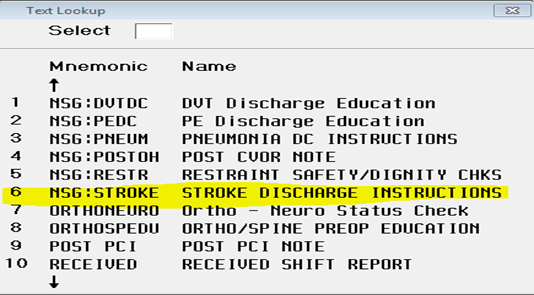 Text Lookup
Select
Mnemonic Name
↑
1 NSG:DVTDC DVT Discharge Education
2 NSG:PEDC PE Discharge Education
3 NSG:PNEUM PNEUMONIA DC INSTRUCTIONS
4 NSG:POSTOH POST CVOR NOTE
5 NSG:RESTR RESTRAINT SAFETY/DIGNITY CHKS
6 NSG:STROKE STROKE DISCHARGE INSTRUCTIONS
7 ORTHONEURO Ortho - Neuro Status Check
8 ORTHOSPEDU ORTHO/SPINE PREOP EDUCATION
9 POST PCI POST PCI NOTE
10 RECEIVED RECEIVED SHIFT REPORT
↓